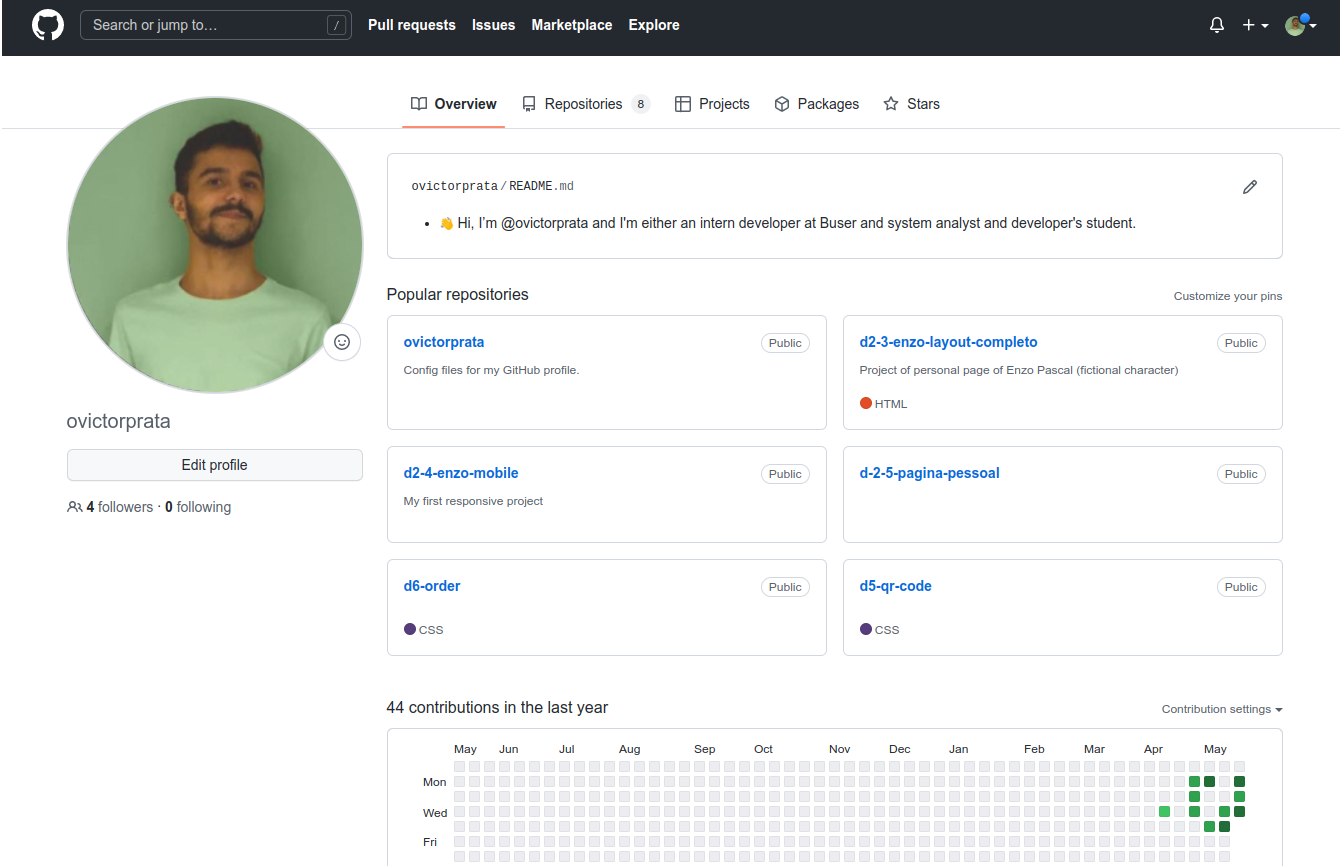 Search or jump to… / Pull requests Issues Marketplace Explore
Overview Repositories 8 Projects Packages Stars
ovictorprata
Edit profile
4 followers · 0 following
ovictorprata/README.md
• 👋 Hi, I’m @ovictorprata and I'm either an intern developer at Buser and system analyst and developer's student.
Popular repositories Customize your pins
ovictorprata Public
Config files for my GitHub profile.
d2-3-enzo-layout-completo Public
Project of personal page of Enzo Pascal (fictional character)
HTML
d2-4-enzo-mobile Public
My first responsive project
d-2-5-pagina-pessoal Public
d6-order Public
CSS
d5-qr-code Public
CSS
44 contributions in the last year Contribution settings
May Jun Jul Aug Sep Oct Nov Dec Jan Feb Mar Apr May
Mon
Wed
Fri